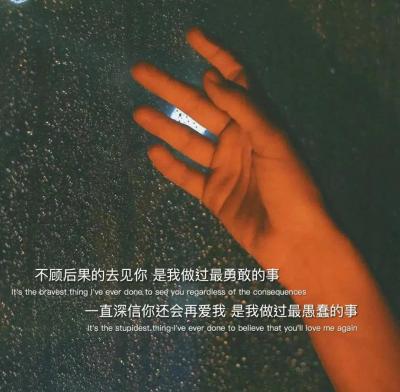 不顾后果的去见你 是我做过最勇敢的事
It's the bravest thing I've ever done to see you regardless of the consequences
一直深信你还会再爱我 是我做过最愚蠢的事
It's the stupidest thing I've ever done to believe that you'll love me again